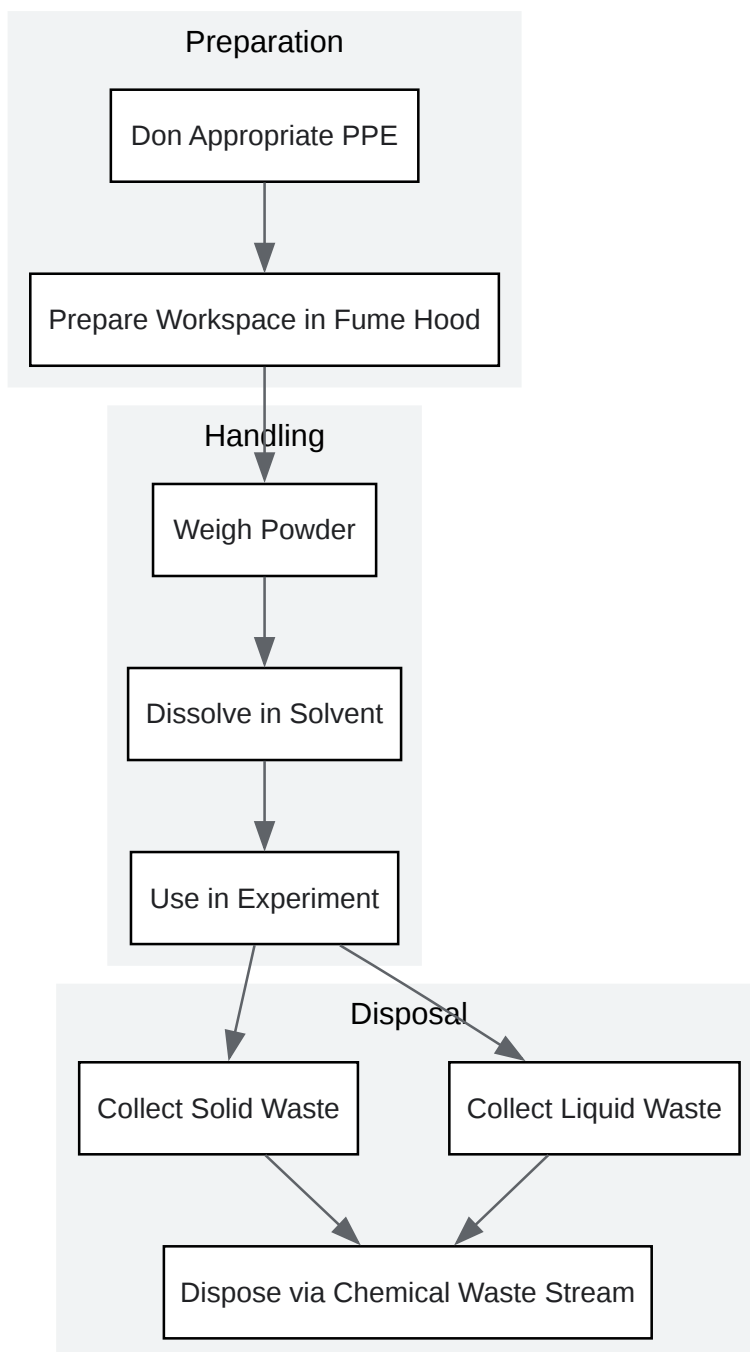 Preparation
Don Appropriate PPE
Prepare Workspace in Fume Hood
Handling
Weigh Powder
Dissolve in Solvent
Use in Experiment
Disposal
Collect Solid Waste
Collect Liquid Waste
Dispose via Chemical Waste Stream